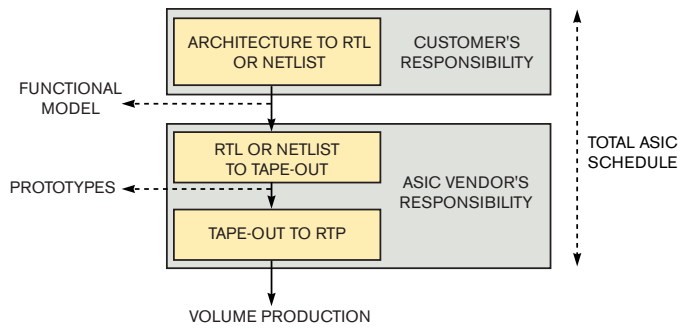 ARCHITECTURE TO RTL
OR NETLIST
CUSTOMER'S
RESPONSIBILITY
FUNCTIONAL
MODEL
RTL OR NETLIST
TO TAPE-OUT
PROTOTYPES
ASIC VENDOR'S
RESPONSIBILITY
TAPE-OUT TO RTP
TOTAL ASIC
SCHEDULE
VOLUME PRODUCTION